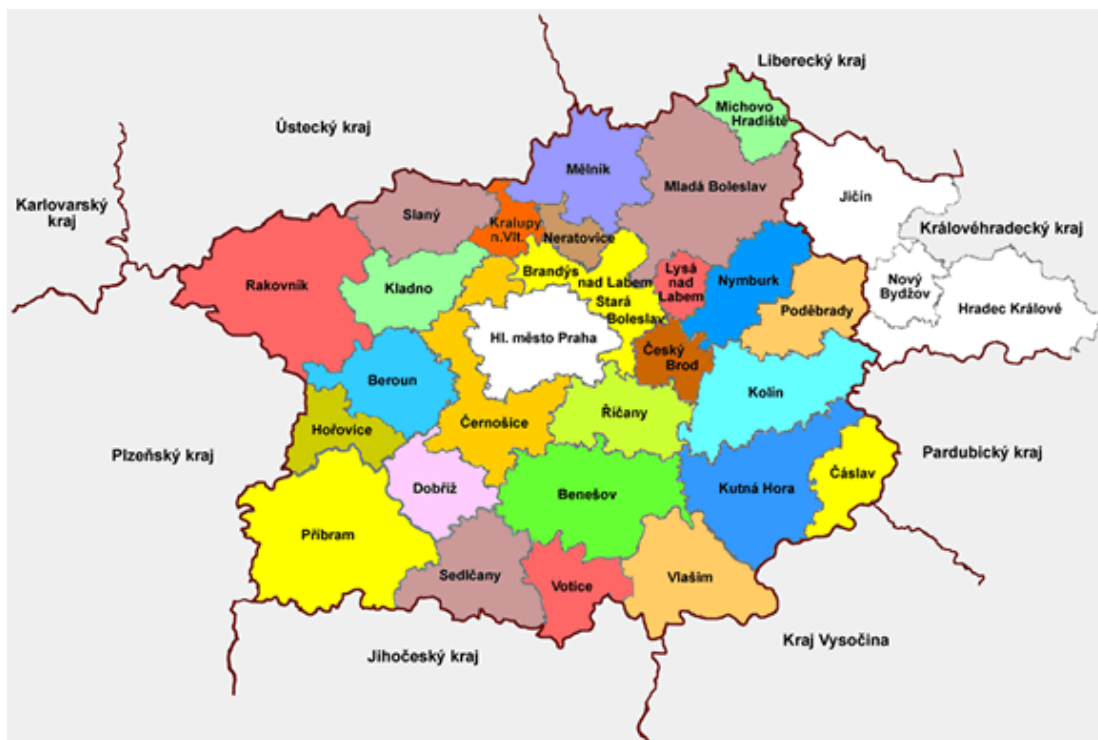 Liberecký kraj
Michovo
Hradiště
Ústecký kraj
Mělník
Mladá Boleslav
Jičín
Karlovarský
kraj
Slaný
Kralupy
n.Vlt.
Neratovice
Královéhradecký kraj
Rakovník
Kladno
Brandýs
nad Labem
Stará
Boleslav
Lysá
nad
Labem
Nymburk
Nový
Bydžov
Hradec Králové
Poděbrady
Hl. město Praha
Český
Brod
Beroun
Kolín
Hořovice
Černošice
Říčany
Plzeňský kraj
Pardubický kraj
Dobříž
Benešov
Kutná Hora
Čáslav
Příbram
Sedlčany
Votice
Vlašim
Jihočeský kraj
Kraj Vysočina